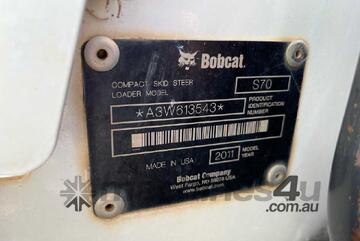 Bobcat.
COMPACT SKID STEER
LOADER MODEL
S70
*A3W613543*
PRODUCT
IDENTIFICATION
NUMBER
MADE IN USA
2011
MODEL
YEAR
Bobcat Company
West Fargo, ND 58078 USA
www.bobcat.com
machines4u
.com.au